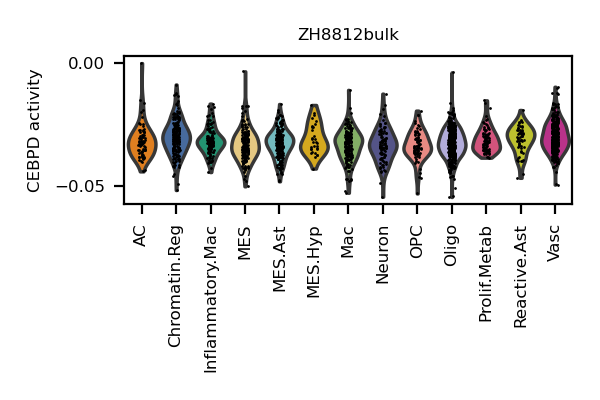 ZH8812bulk
CEBPD activity
0.00
−0.05
AC
Chromatin.Reg
Inflammatory.Mac
MES
MES.Ast
MES.Hyp
Mac
Neuron
OPC
Oligo
Prolif.Metab
Reactive.Ast
Vasc